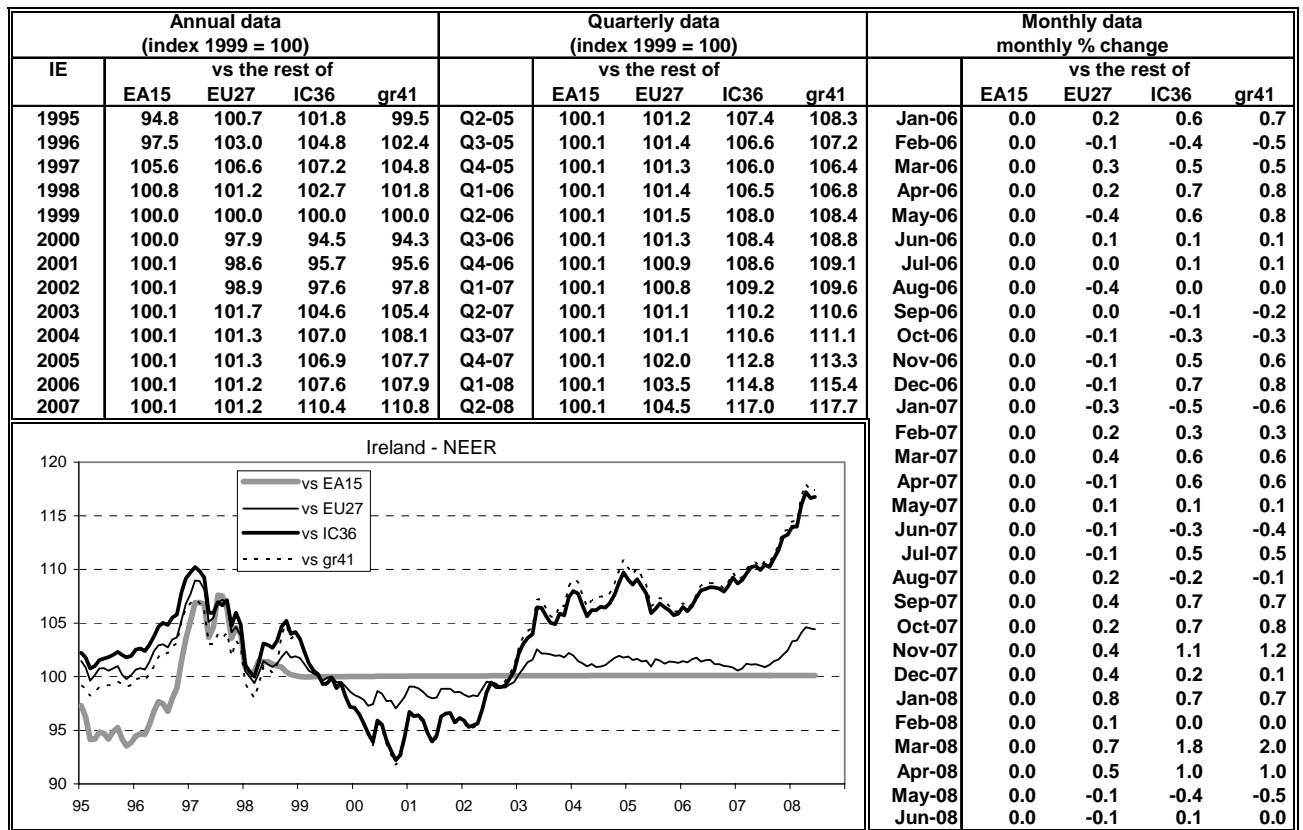 Annual data
(index 1999 = 100)
IE vs the rest of
EA15 EU27 IC36 gr41
1995 94.8 100.7 101.8 99.5
1996 97.5 103.0 104.8 102.4
1997 105.6 106.6 107.2 104.8
1998 100.8 101.2 102.7 101.8
1999 100.0 100.0 100.0 100.0
2000 100.0 97.9 94.5 94.3
2001 100.1 98.6 95.7 95.6
2002 100.1 98.9 97.6 97.8
2003 100.1 101.7 104.6 105.4
2004 100.1 101.3 107.0 108.1
2005 100.1 101.3 106.9 107.7
2006 100.1 101.2 107.6 107.9
2007 100.1 101.2 110.4 110.8
Quarterly data
(index 1999 = 100)
vs the rest of
EA15 EU27 IC36 gr41
Q2-05 100.1 101.2 107.4 108.3
Q3-05 100.1 101.4 106.6 107.2
Q4-05 100.1 101.3 106.0 106.4
Q1-06 100.1 101.4 106.5 106.8
Q2-06 100.1 101.5 108.0 108.4
Q3-06 100.1 101.3 108.4 108.8
Q4-06 100.1 100.9 108.6 109.1
Q1-07 100.1 100.8 109.2 109.6
Q2-07 100.1 101.1 110.2 110.6
Q3-07 100.1 101.1 110.6 111.1
Q4-07 100.1 102.0 112.8 113.3
Q1-08 100.1 103.5 114.8 115.4
Q2-08 100.1 104.5 117.0 117.7
Monthly data
monthly % change
vs the rest of
EA15 EU27 IC36 gr41
Jan-06 0.0 0.2 0.6 0.7
Feb-06 0.0 -0.1 -0.4 -0.5
Mar-06 0.0 0.3 0.5 0.5
Apr-06 0.0 0.2 0.7 0.8
May-06 0.0 -0.4 0.6 0.8
Jun-06 0.0 0.1 0.1 0.1
Jul-06 0.0 0.0 0.1 0.1
Aug-06 0.0 -0.4 0.0 0.0
Sep-06 0.0 0.0 -0.1 -0.2
Oct-06 0.0 -0.1 -0.3 -0.3
Nov-06 0.0 -0.1 0.5 0.6
Dec-06 0.0 -0.1 0.7 0.8
Jan-07 0.0 -0.3 -0.5 -0.6
Feb-07 0.0 0.2 0.3 0.3
Mar-07 0.0 0.4 0.6 0.6
Apr-07 0.0 -0.1 0.6 0.6
May-07 0.0 0.1 0.1 0.1
Jun-07 0.0 -0.1 -0.3 -0.4
Jul-07 0.0 -0.1 0.5 0.5
Aug-07 0.0 0.2 -0.2 -0.1
Sep-07 0.0 0.4 0.7 0.7
Oct-07 0.0 0.2 0.7 0.8
Nov-07 0.0 0.4 1.1 1.2
Dec-07 0.0 0.4 0.2 0.1
Jan-08 0.0 0.8 0.7 0.7
Feb-08 0.0 0.1 0.0 0.0
Mar-08 0.0 0.7 1.8 2.0
Apr-08 0.0 0.5 1.0 1.0
May-08 0.0 -0.1 -0.4 -0.5
Jun-08 0.0 -0.1 0.1 0.0
Ireland - NEER
vs EA15
vs EU27
vs IC36
vs gr41
120
115
110
105
100
95
90
95 96 97 98 99 00 01 02 03 04 05 06 07 08